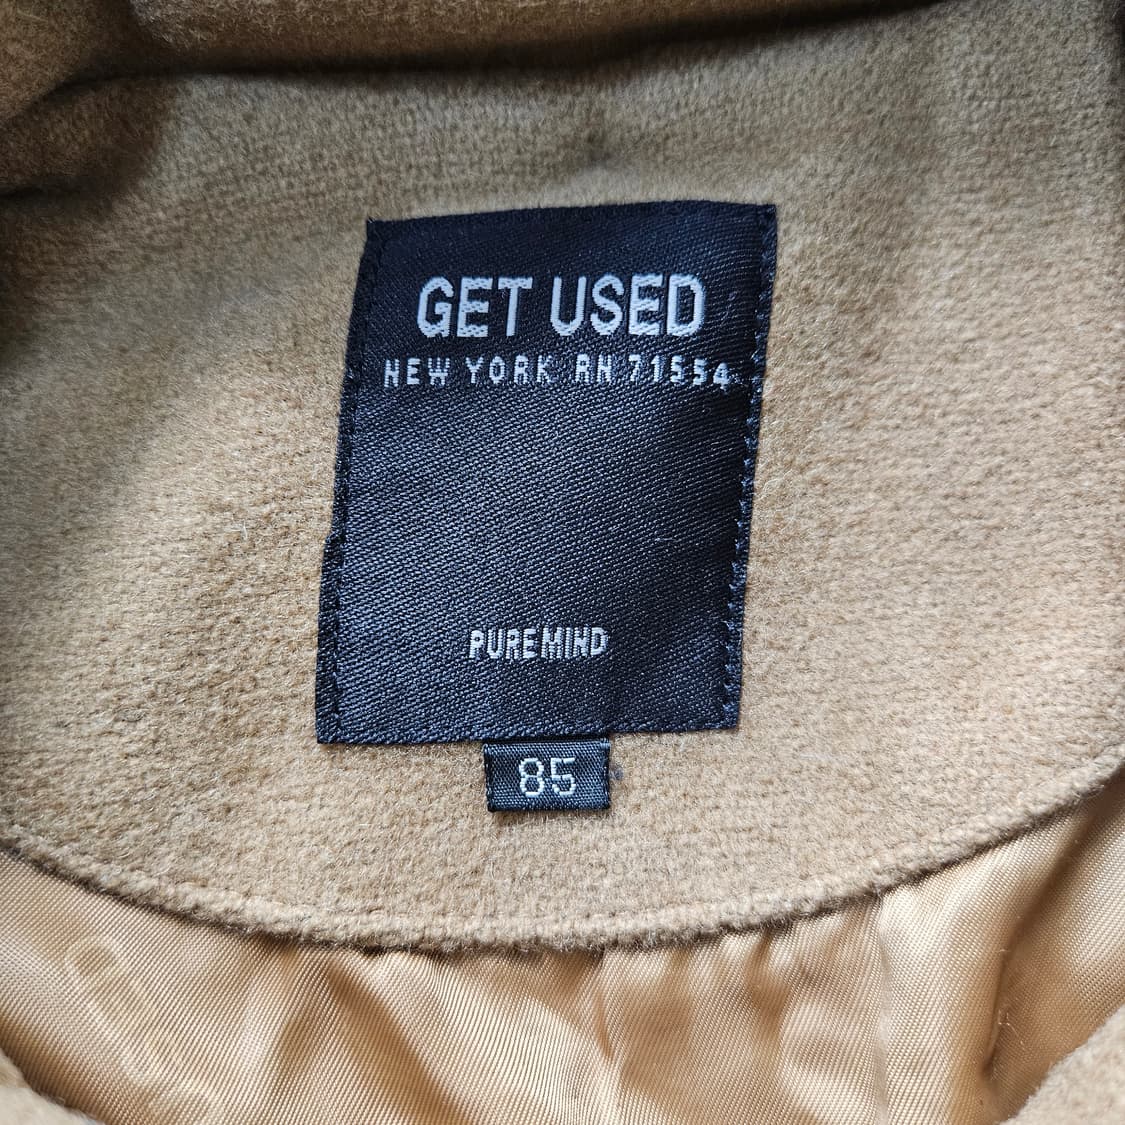 GET USED
NEW YORK RN 71554
PURE MIND
85